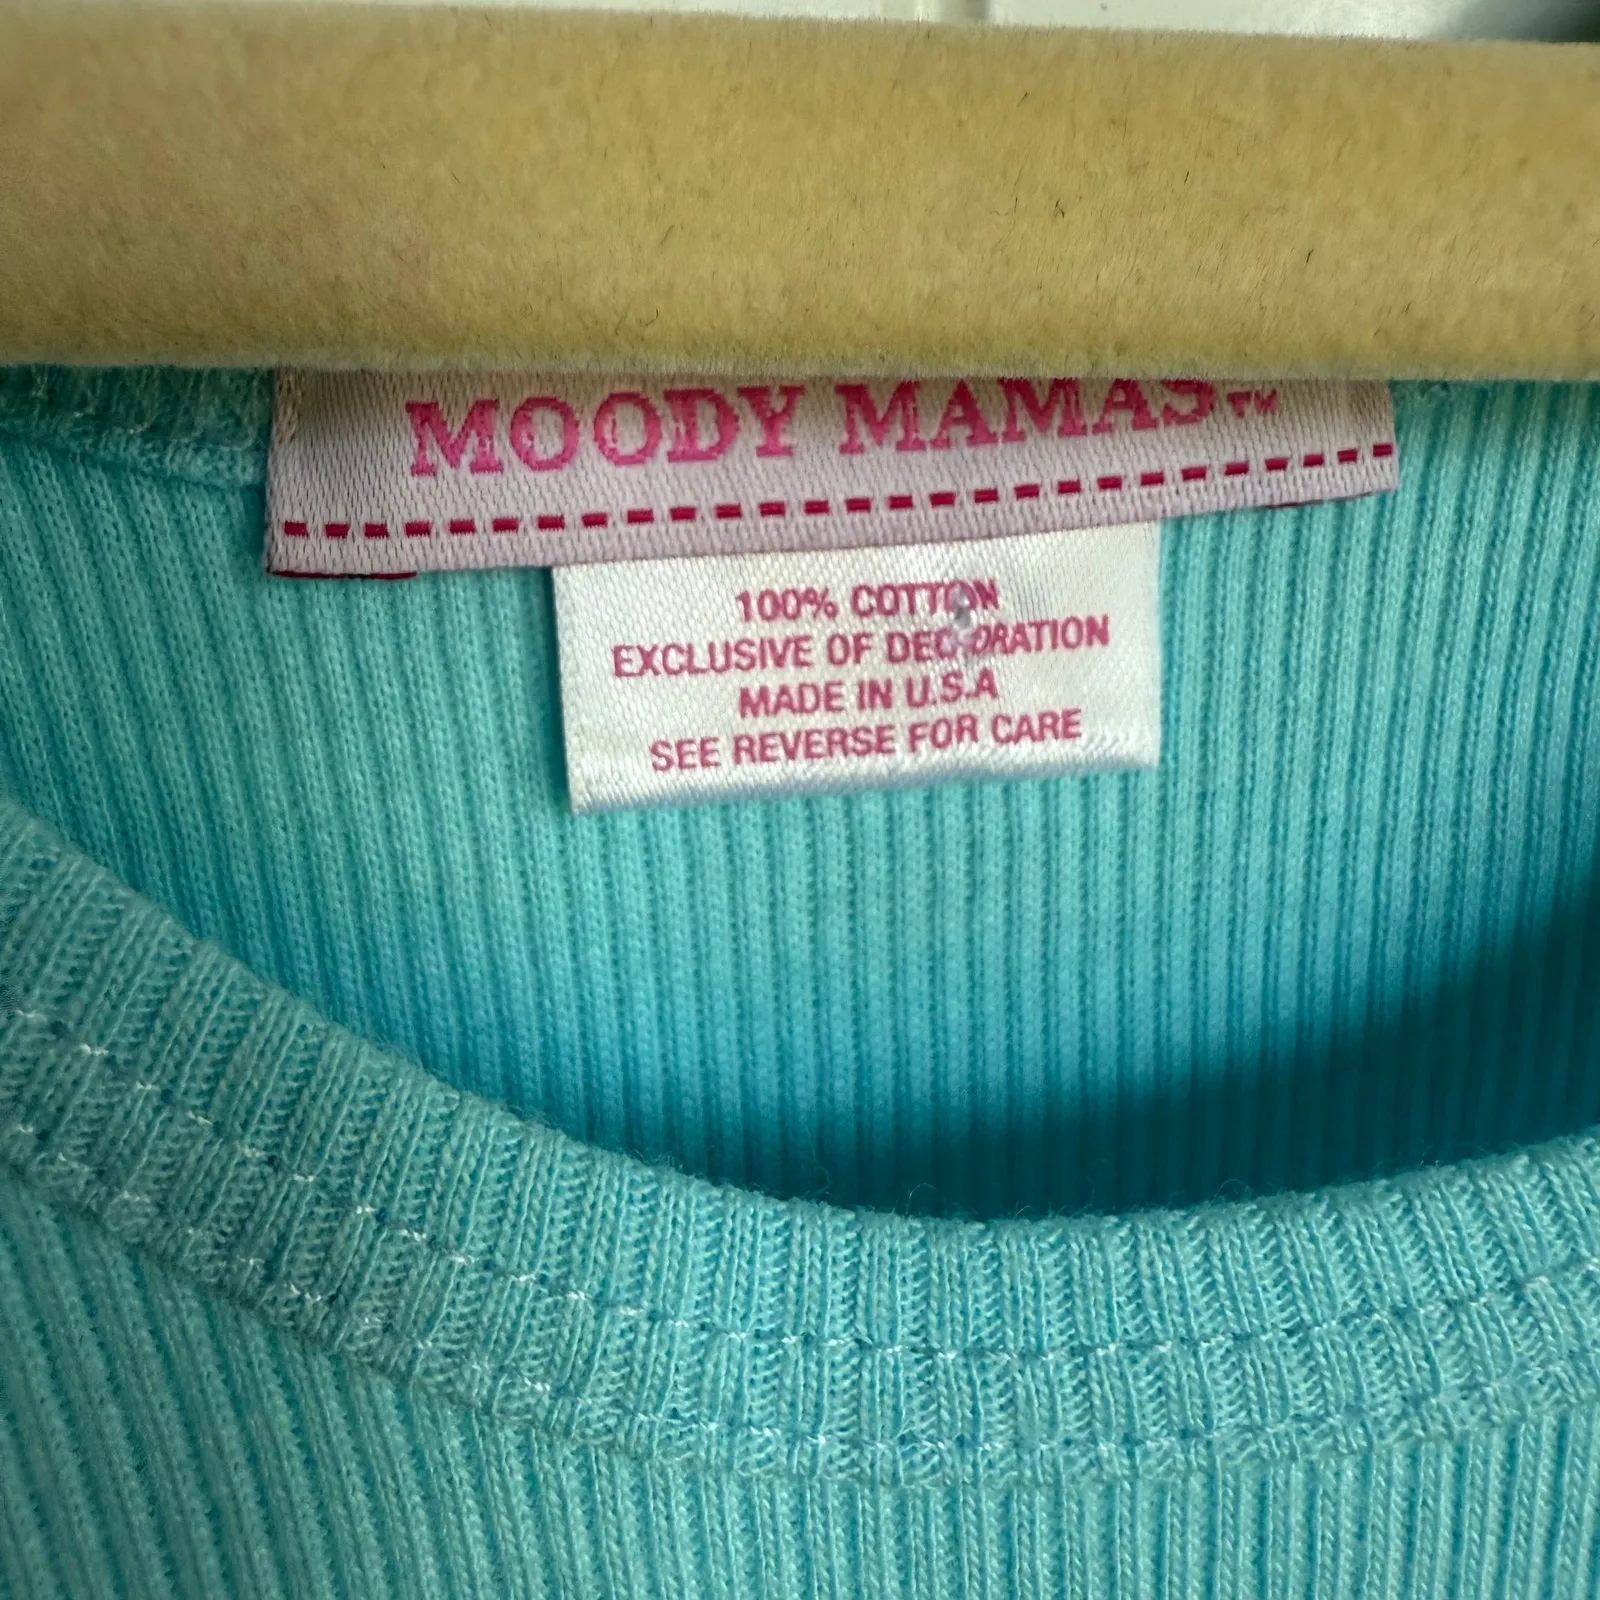 MOODY MAMAS™
100% COTTON
EXCLUSIVE OF DECORATION
MADE IN U.S.A
SEE REVERSE FOR CARE